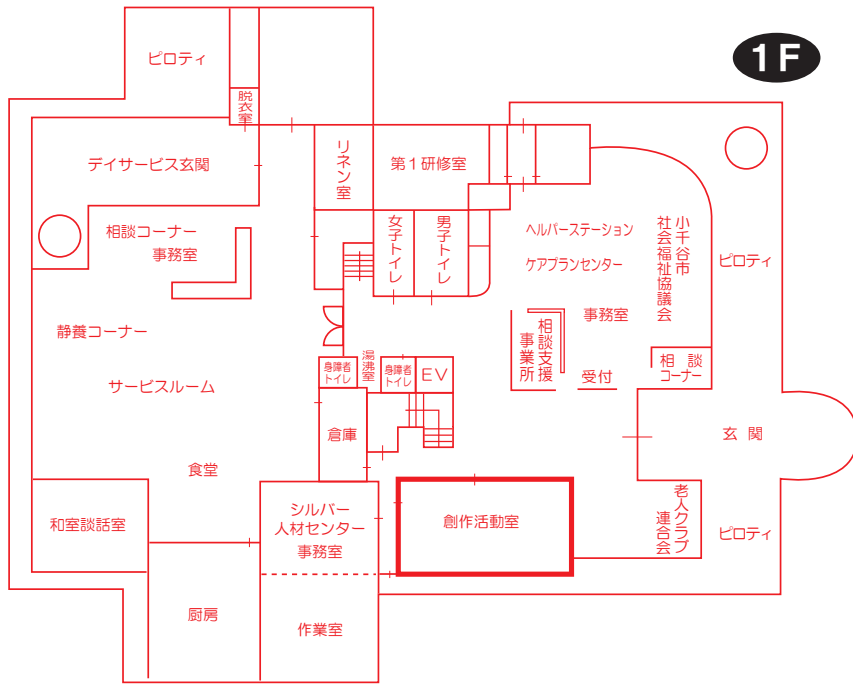 1F
ピロティ
脱衣室
デイサービス玄関
リネン室
第1研修室
相談コーナー
事務室
女子トイレ
男子トイレ
ヘルパーステーション
ケアプランセンター
事務室
小千谷市
社会福祉協議会
ピロティ
静養コーナー
サービスルーム
身障者
トイレ
湯沸室
身障者
トイレ
EV
相談支援
事業所
受付
相談
コーナー
倉庫
玄関
食堂
和室談話室
シルバー
人材センター
事務室
創作活動室
老人クラブ
連合会
ピロティ
厨房
作業室